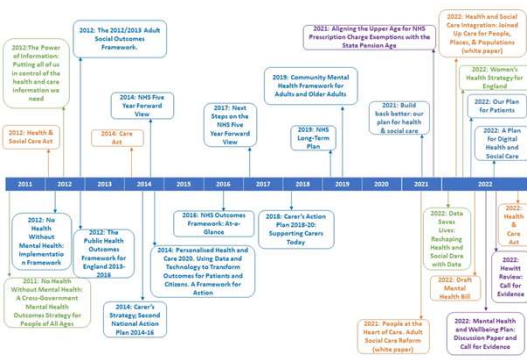 2012:The Power
of Information:
Putting all of us
in control of the
health and care
information we
need
2012: Health &
Social Care Act
2012: The 2012/2013 Adult
Social Outcomes
Framework.
2014: NHS Five
Year Forward
View
2014: Care
Act
2017: Next
Steps on the
NHS Five
Year Forward
View
2019: Community Mental
Health Framework for
Adults and Older Adults
2019: NHS
Long-Term
Plan
2021: Aligning the Upper Age for NHS
Prescription Charge Exemptions with the
State Pension Age
2021: Build
back better: our
plan for health
& social care
2022: Health and Social
Care Integration: Joined
Up Care for People,
Places, & Populations
(white paper)
2022: Women's
Health Strategy for
England
2022: Our Plan
for Patients
2022: A Plan
for Digital
Health and
Social Care
2011 2012 2013 2014 2015 2016 2017 2018 2019 2020 2021 2022
2012: No
Health
Without
Mental Health:
Implementatio
n Framework
2011: No Health
Without Mental Health:
A Cross-Government
Mental Health
Outcomes Strategy for
People of All Ages
2012: The
Public Health
Outcomes
Framework for
England 2013-
2016
2014: Carer's
Strategy; Second
National Action
Plan 2014-16
2014: Personalised Health and
Care 2020. Using Data and
Technology to Transform
Outcomes for Patients and
Citizens. A Framework for
Action
2016: NHS Outcomes
Framework: At-a-
Glance
2018: Carer's Action
Plan 2018-20:
Supporting Carers
Today
2021: People at the
Heart of Care. Adult
Social Care Reform
(white paper)
2022: Data
Saves
Lives:
Reshaping
Health and
Social Dare
with Data
2022: Draft
Mental
Health Bill
2022: Mental Health
and Wellbeing Plan:
Discussion Paper and
Call for Evidence
2022:
Health
&
Care
Act
2022:
Hewitt
Review:
Call for
Evidence